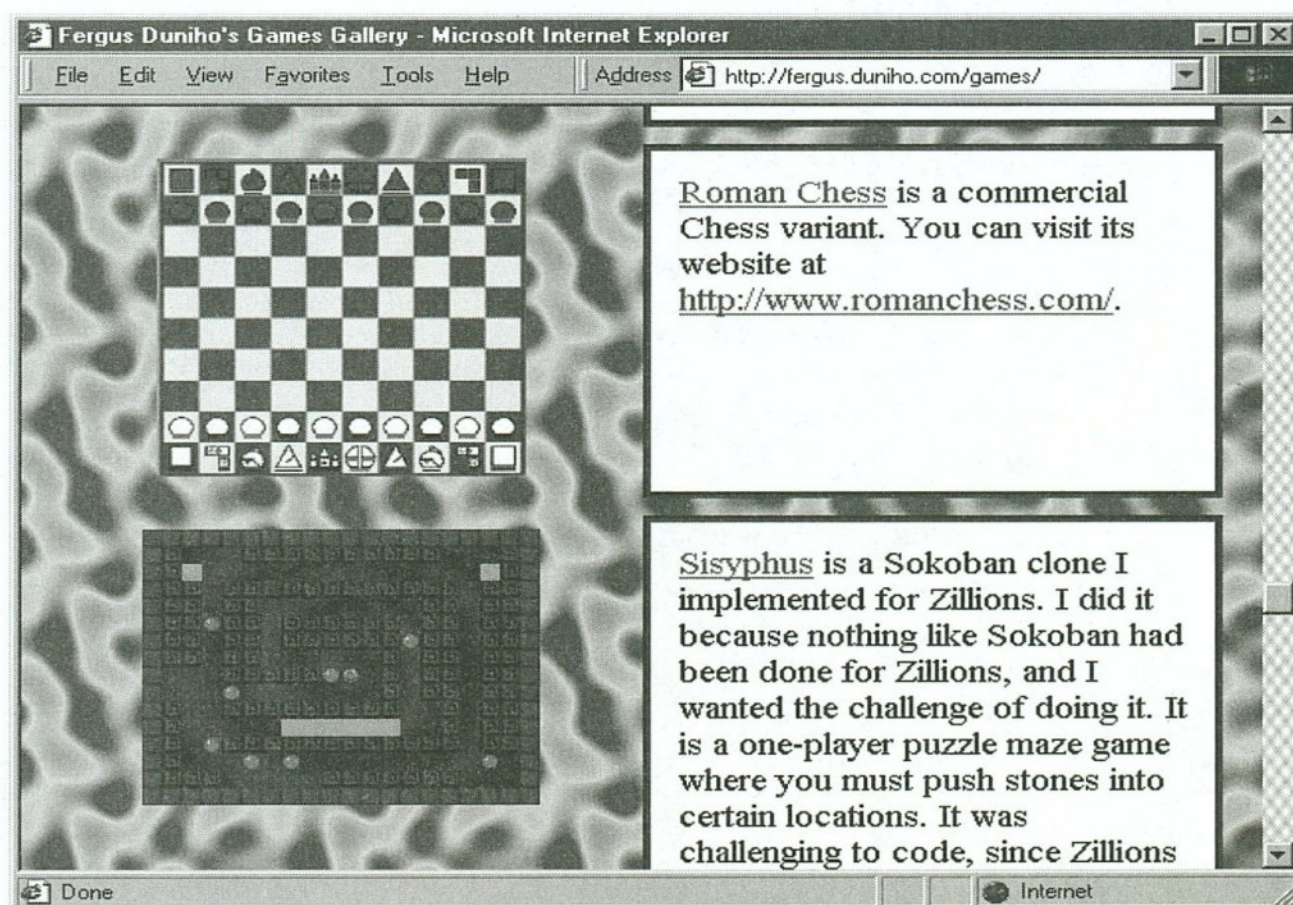 Fergus Duniho's Games Gallery - Microsoft Internet Explorer
File Edit View Favorites Tools Help Address http://fergus.duniho.com/games/
Roman Chess is a commercial
Chess variant. You can visit its
website at
http://www.romanchess.com/.
Sisyphus is a Sokoban clone I
implemented for Zillions. I did it
because nothing like Sokoban had
been done for Zillions, and I
wanted the challenge of doing it. It
is a one-player puzzle maze game
where you must push stones into
certain locations. It was
challenging to code, since Zillions
Done Internet